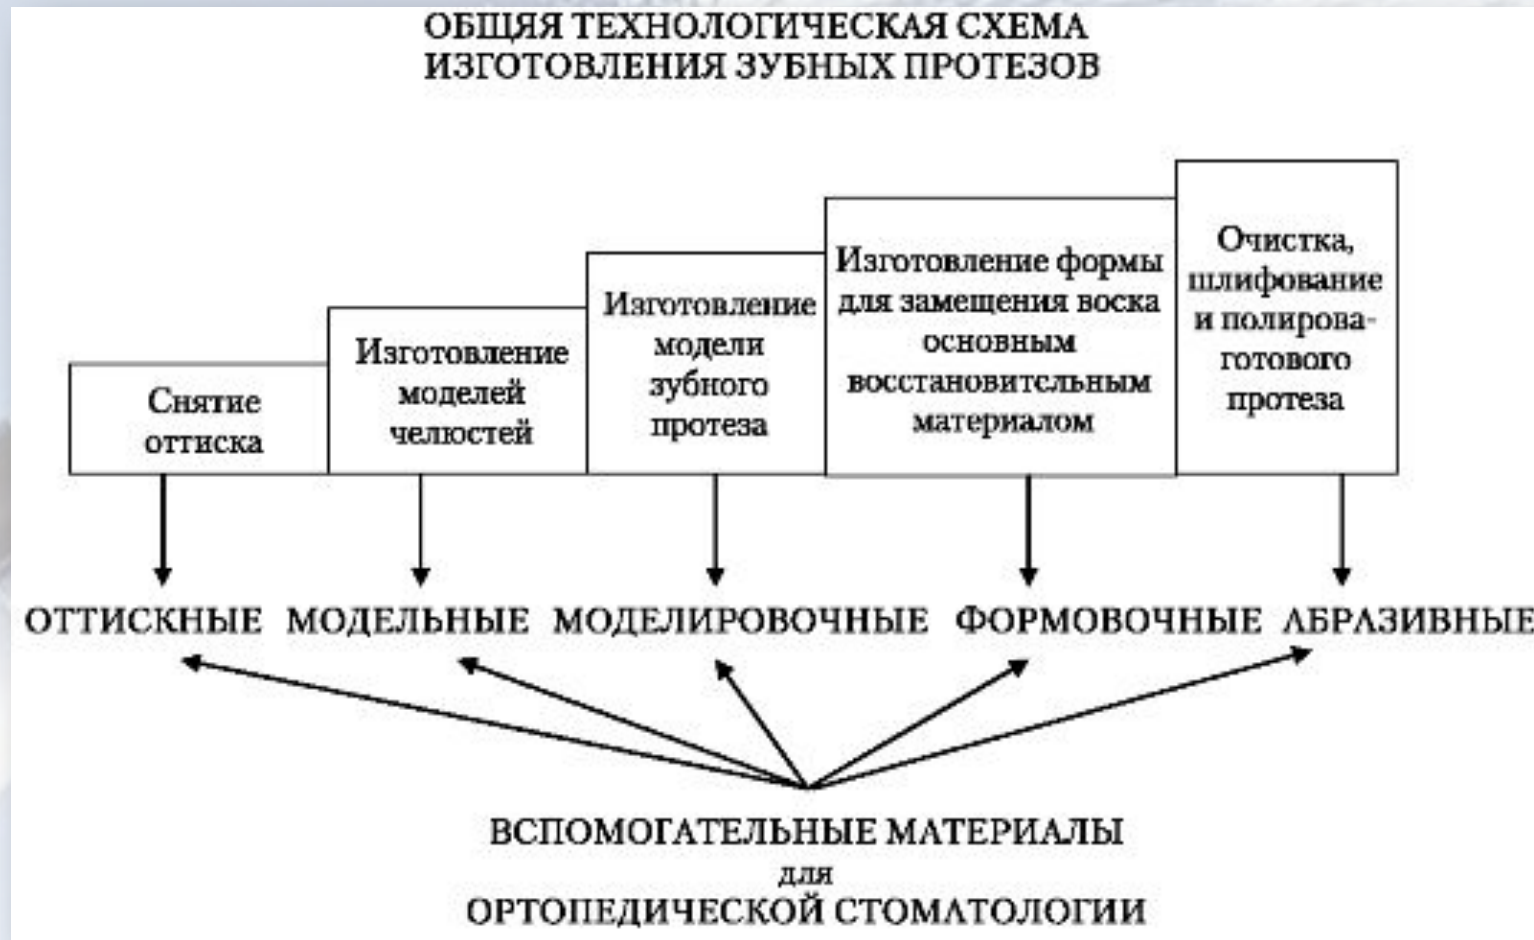 ОБЩЯЯ ТЕХНОЛОГИЧЕСКАЯ СХЕМА
ИЗГОТОВЛЕНИЯ ЗУБНЫХ ПРОТЕЗОВ
Снятие
оттиска
Изготовление
моделей
челюстей
Изготовление
модели
зубного
протеза
Изготовление формы
для замещения воска
основным
восстановительным
материалом
Очистка,
шлифование
и полирова-
готового
протеза
ОТТИСКНЫЕ МОДЕЛЬНЫЕ МОДЕЛИРОВОЧНЫЕ ФОРМОВОЧНЫЕ АБРАЗИВНЫЕ
ВСПОМОГАТЕЛЬНЫЕ МАТЕРИАЛЫ
для
ОРТОПЕДИЧЕСКОЙ СТОМАТОЛОГИИ